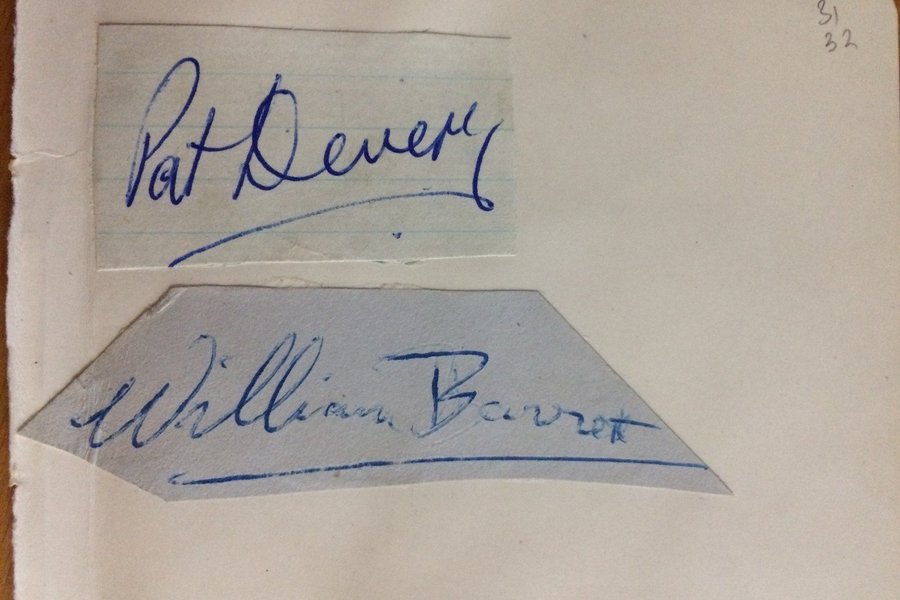 31
32
Pat Devery
William Barrett